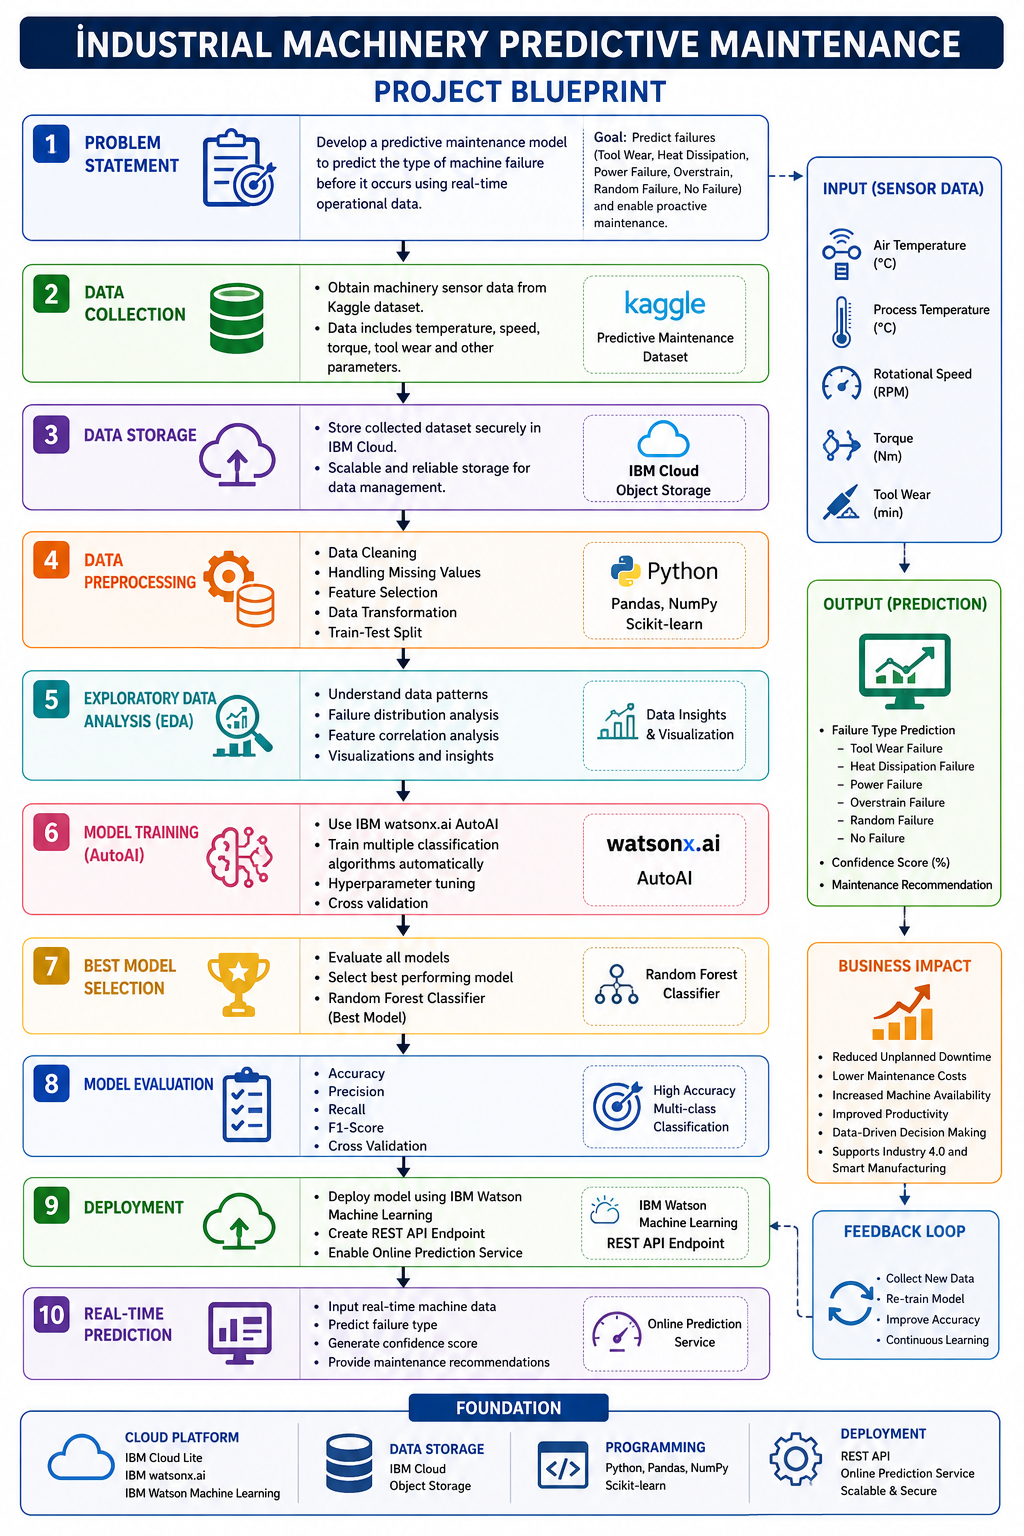 İNDUSTRIAL MACHINERY PREDICTIVE MAINTENANCE
PROJECT BLUEPRINT
1
PROBLEM
STATEMENT
Develop a predictive maintenance model
to predict the type of machine failure
before it occurs using real-time
operational data.
Goal: Predict failures
(Tool Wear, Heat Dissipation,
Power Failure, Overstrain,
Random Failure, No Failure)
and enable proactive
maintenance.
2
DATA
COLLECTION
• Obtain machinery sensor data from
Kaggle dataset.
• Data includes temperature, speed,
torque, tool wear and other
parameters.
kaggle
Predictive Maintenance
Dataset
3
DATA STORAGE
• Store collected dataset securely in
IBM Cloud.
• Scalable and reliable storage for
data management.
IBM Cloud
Object Storage
4
DATA
PREPROCESSING
• Data Cleaning
• Handling Missing Values
• Feature Selection
• Data Transformation
• Train-Test Split
Python
Pandas, NumPy
Scikit-learn
5
EXPLORATORY DATA
ANALYSIS (EDA)
• Understand data patterns
• Failure distribution analysis
• Feature correlation analysis
• Visualizations and insights
Data Insights
& Visualization
6
MODEL TRAINING
(AutoAI)
• Use IBM watsonx.ai AutoAI
• Train multiple classification
algorithms automatically
• Hyperparameter tuning
• Cross validation
watsonx.ai
AutoAI
7
BEST MODEL
SELECTION
• Evaluate all models
• Select best performing model
• Random Forest Classifier
(Best Model)
Random Forest
Classifier
8
MODEL EVALUATION
• Accuracy
• Precision
• Recall
• F1-Score
• Cross Validation
High Accuracy
Multi-class
Classification
9
DEPLOYMENT
• Deploy model using IBM Watson
Machine Learning
• Create REST API Endpoint
• Enable Online Prediction Service
IBM Watson
Machine Learning
REST API Endpoint
10
REAL-TIME
PREDICTION
• Input real-time machine data
• Predict failure type
• Generate confidence score
• Provide maintenance recommendations
Online Prediction
Service
INPUT (SENSOR DATA)
Air Temperature
(°C)
Process Temperature
(°C)
Rotational Speed
(RPM)
Torque
(Nm)
Tool Wear
(min)
OUTPUT (PREDICTION)
• Failure Type Prediction
– Tool Wear Failure
– Heat Dissipation Failure
– Power Failure
– Overstrain Failure
– Random Failure
– No Failure
• Confidence Score (%)
• Maintenance Recommendation
BUSINESS IMPACT
• Reduced Unplanned Downtime
• Lower Maintenance Costs
• Increased Machine Availability
• Improved Productivity
• Data-Driven Decision Making
• Supports Industry 4.0 and
Smart Manufacturing
FEEDBACK LOOP
• Collect New Data
• Re-train Model
• Improve Accuracy
• Continuous Learning
FOUNDATION
CLOUD PLATFORM
IBM Cloud Lite
IBM watsonx.ai
IBM Watson Machine Learning
DATA STORAGE
IBM Cloud
Object Storage
PROGRAMMING
Python, Pandas, NumPy
Scikit-learn
DEPLOYMENT
REST API
Online Prediction Service
Scalable & Secure